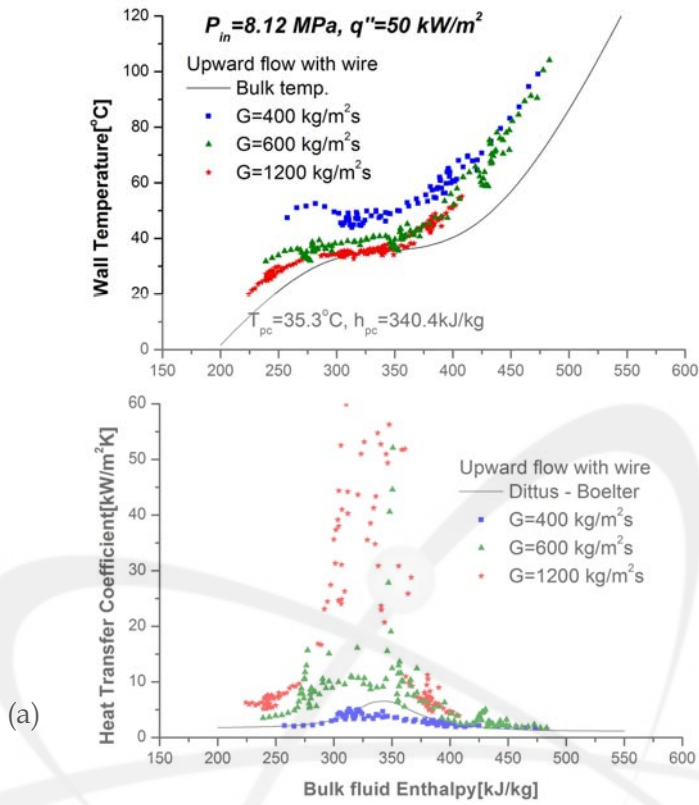 P_in=8.12 MPa, q''=50 kW/m²
Upward flow with wire
Bulk temp.
G=400 kg/m²s
G=600 kg/m²s
G=1200 kg/m²s
T_pc=35.3°C, h_pc=340.4kJ/kg
Wall Temperature[°C]
120
100
80
60
40
20
0
150 200 250 300 350 400 450 500 550 600
Upward flow with wire
Dittus - Boelter
G=400 kg/m²s
G=600 kg/m²s
G=1200 kg/m²s
Heat Transfer Coefficient[kW/m²K]
60
50
40
30
20
10
0
150 200 250 300 350 400 450 500 550 600
Bulk fluid Enthalpy[kJ/kg]
(a)